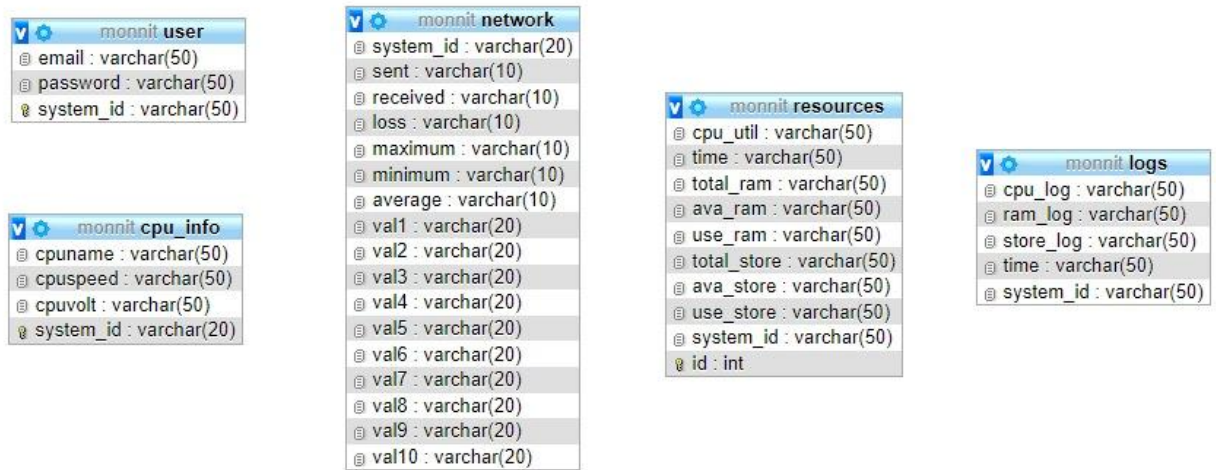 monnit user
email : varchar(50)
password : varchar(50)
system_id : varchar(50)
monnit cpu_info
cpuname : varchar(50)
cpuspeed : varchar(50)
cpuvolt : varchar(50)
system_id : varchar(20)
monnit network
system_id : varchar(20)
sent : varchar(10)
received : varchar(10)
loss : varchar(10)
maximum : varchar(10)
minimum : varchar(10)
average : varchar(10)
val1 : varchar(20)
val2 : varchar(20)
val3 : varchar(20)
val4 : varchar(20)
val5 : varchar(20)
val6 : varchar(20)
val7 : varchar(20)
val8 : varchar(20)
val9 : varchar(20)
val10 : varchar(20)
monnit resources
cpu_util : varchar(50)
time : varchar(50)
total_ram : varchar(50)
ava_ram : varchar(50)
use_ram : varchar(50)
total_store : varchar(50)
ava_store : varchar(50)
use_store : varchar(50)
system_id : varchar(50)
id : int
monnit logs
cpu_log : varchar(50)
ram_log : varchar(50)
store_log : varchar(50)
time : varchar(50)
system_id : varchar(50)